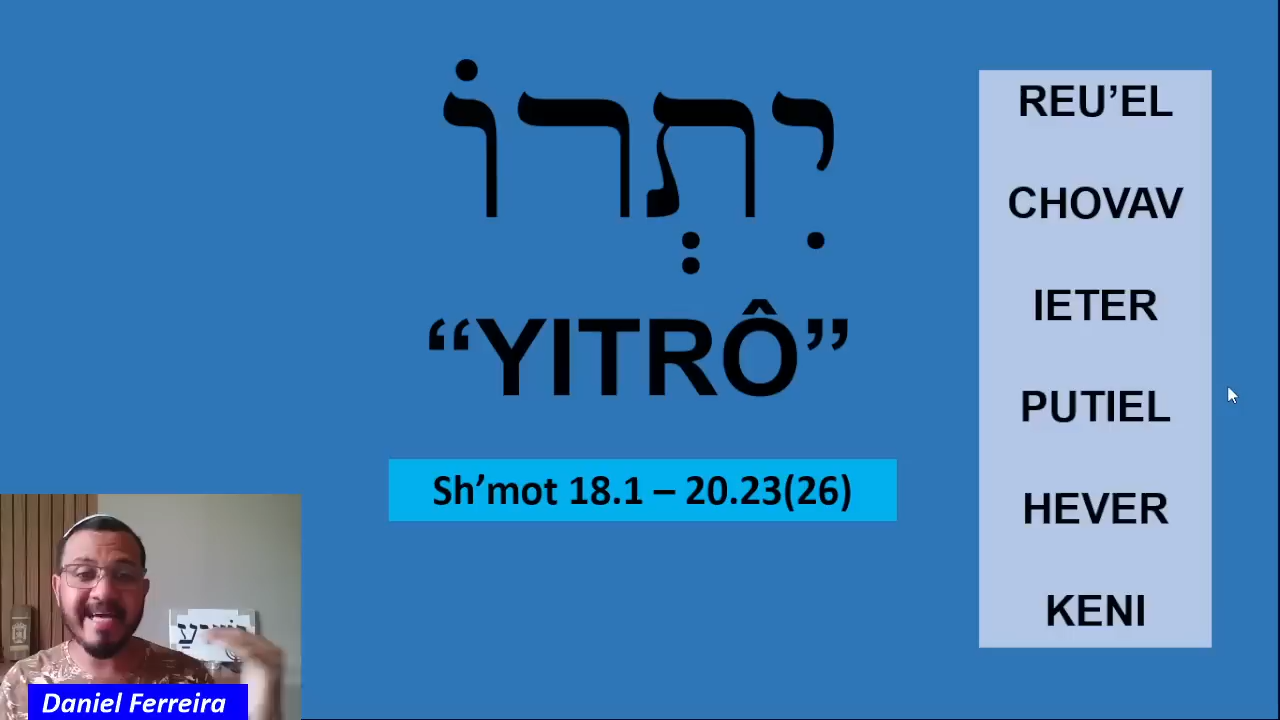 יִתְרוֹ
“YITRÔ”
Sh’mot 18.1 – 20.23(26)
REU’EL
CHOVAV
IETER
PUTIEL
HEVER
KENI
Daniel Ferreira